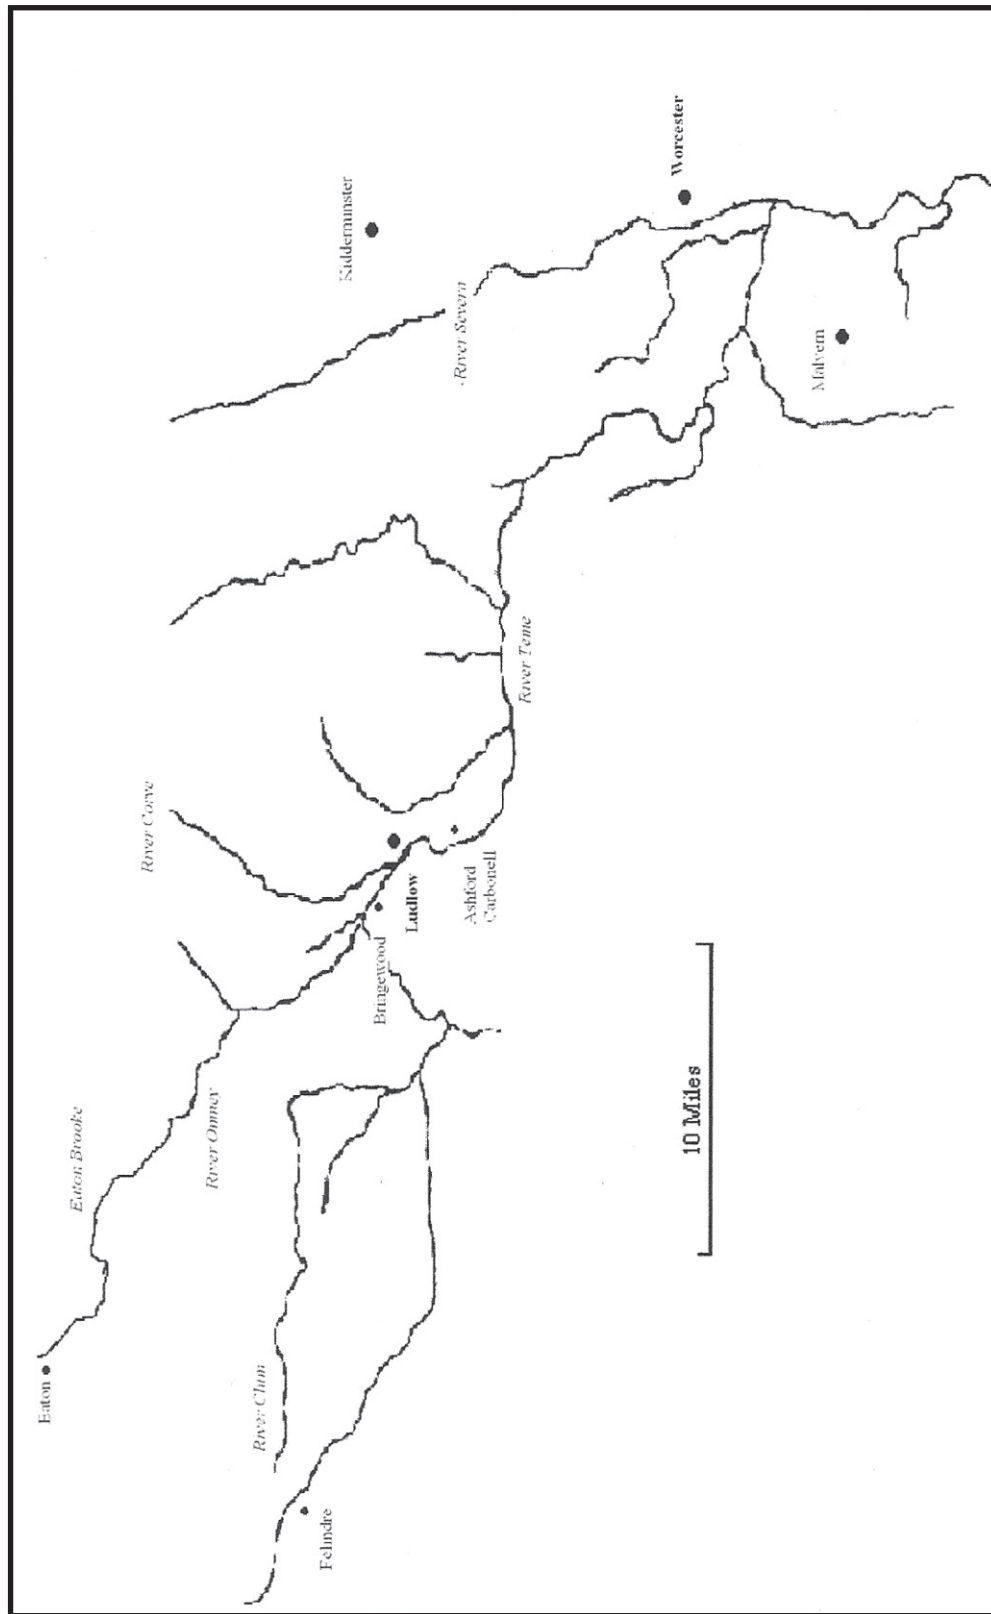 Eaton
Eaton Brooke
River Corve
River Onney
River Clun
Felindre
Kiddemunster
Worcester
River Severn
Malvern
River Teme
Ludlow
Bringewood
Ashford
Carbonell
10 Miles